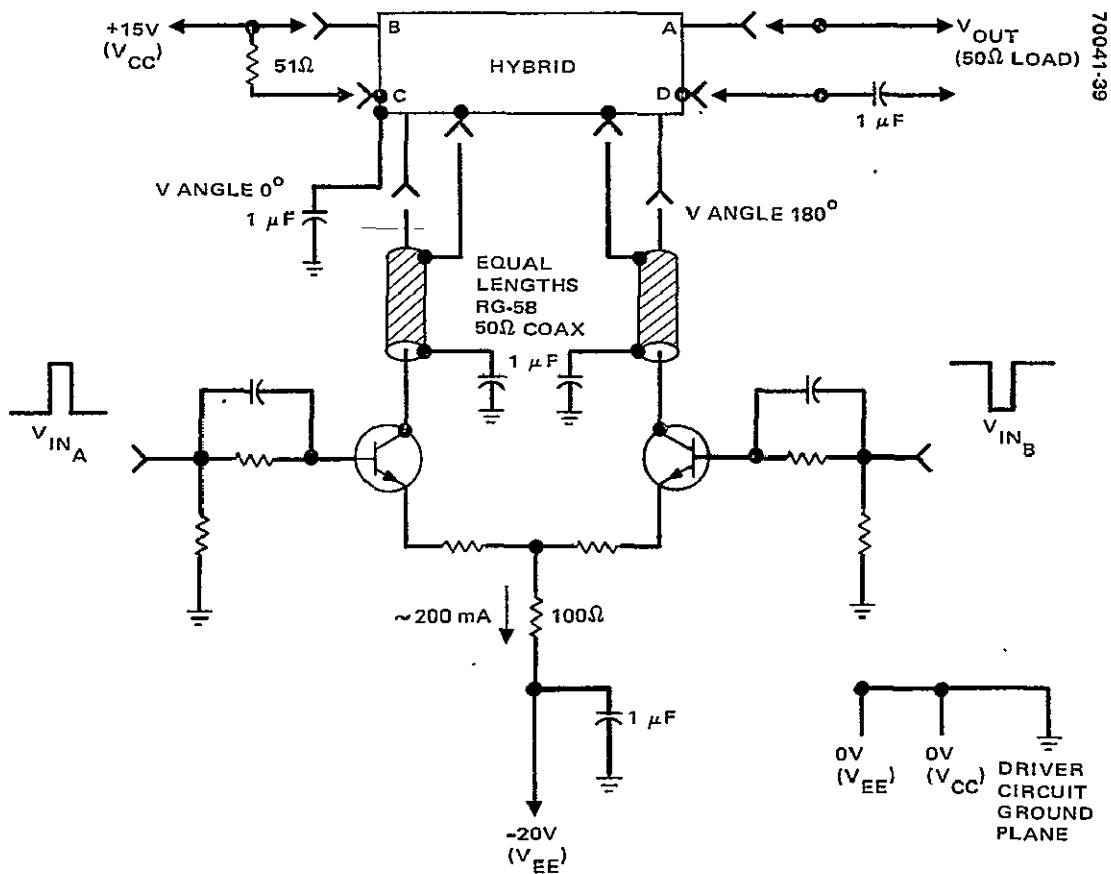 +15V
(VCC)
51Ω
B
C
HYBRID
A
D
VOUT
(50Ω LOAD)
1 µF
70041-39
V ANGLE 0°
1 µF
V ANGLE 180°
EQUAL
LENGTHS
RG-58
50Ω COAX
1 µF
VINA
VINB
~200 mA
100Ω
1 µF
-20V
(VEE)
0V
(VEE)
0V
(VCC)
DRIVER
CIRCUIT
GROUND
PLANE